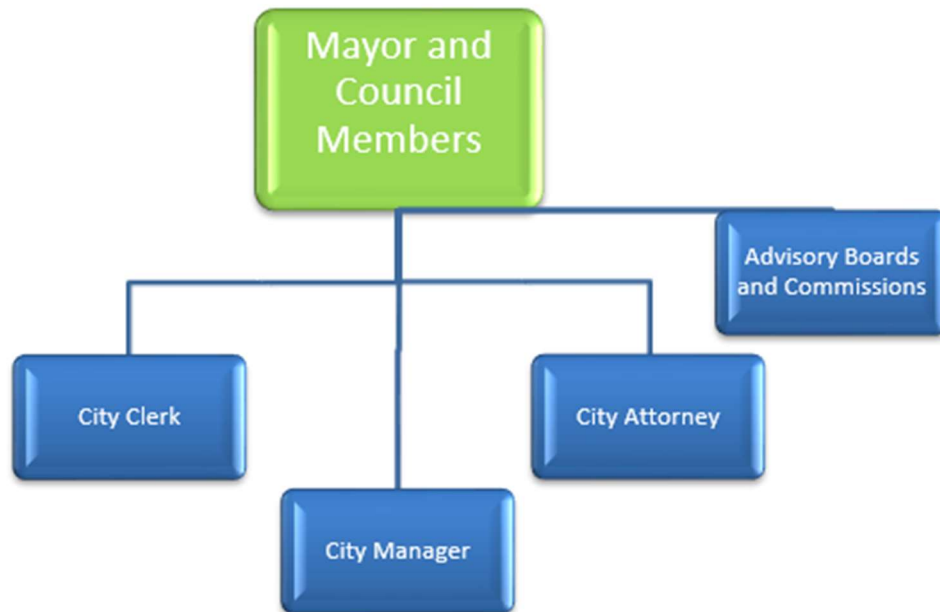 Mayor and
Council
Members
Advisory Boards
and Commissions
City Clerk
City Attorney
City Manager